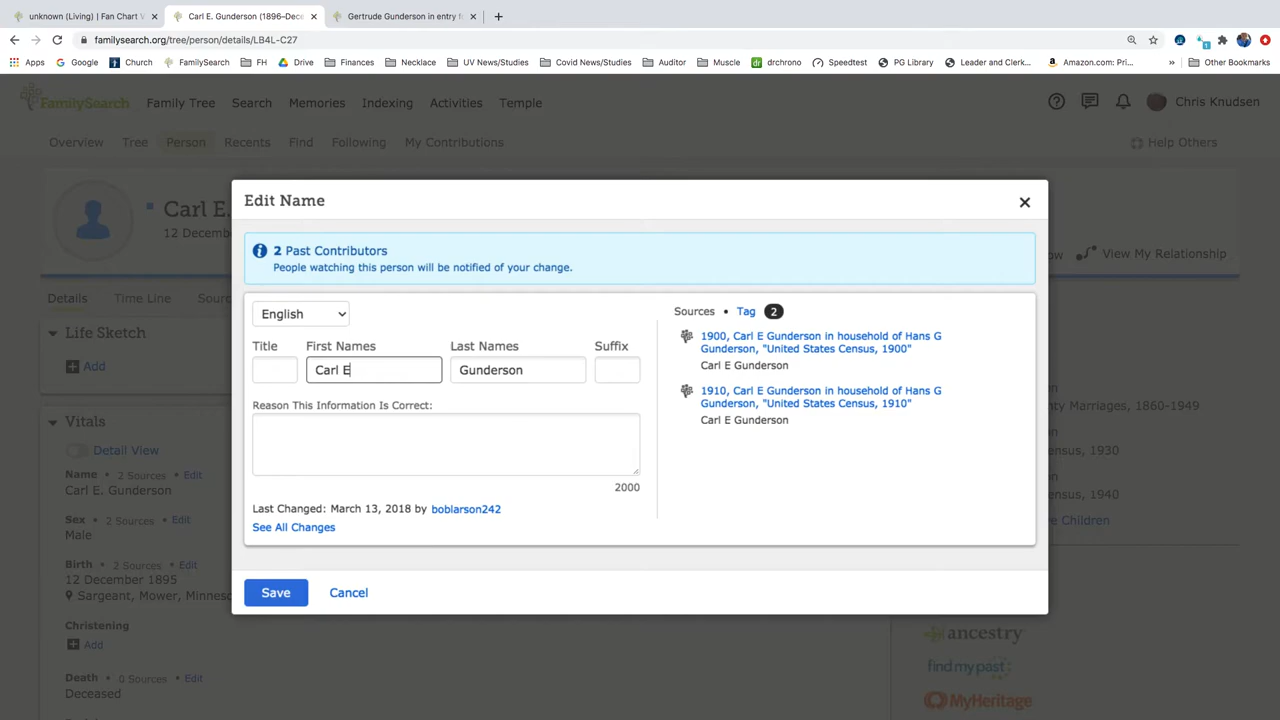 unknown (Living) | Fan Chart V
Carl E. Gunderson (1896–Dece
Gertrude Gunderson in entry f
familysearch.org/tree/person/details/LB4L-C27
Apps Google Church FamilySearch FH Drive Finances Necklace UV News/Studies Covid News/Studies Auditor Muscle drchrono Speedtest PG Library Leader and Clerk... Amazon.com: Pri... » Other Bookmarks
FamilySearch Family Tree Search Memories Indexing Activities Temple Chris Knudsen
Overview Tree Person Recents Find Following My Contributions Help Others
Carl E.
12 Decemb
View My Relationship
Details Time Line Sour
Life Sketch
Add
Vitals
Detail View
Name • 2 Sources • Edit
Carl E. Gunderson
Sex • 2 Sources • Edit
Male
Birth • 2 Sources • Edit
12 December 1895
Sargeant, Mower, Minnes
Christening
Add
Death • 0 Sources • Edit
Deceased
Edit Name
2 Past Contributors
People watching this person will be notified of your change.
English
Title First Names Last Names Suffix
Carl E Gunderson
Reason This Information Is Correct:
2000
Last Changed: March 13, 2018 by boblarson242
See All Changes
Sources • Tag 2
1900, Carl E Gunderson in household of Hans G
Gunderson, "United States Census, 1900"
Carl E Gunderson
1910, Carl E Gunderson in household of Hans G
Gunderson, "United States Census, 1910"
Carl E Gunderson
Save Cancel
nty Marriages, 1860-1949
ensus, 1930
ensus, 1940
e Children
ancestry
findmypast
MyHeritage